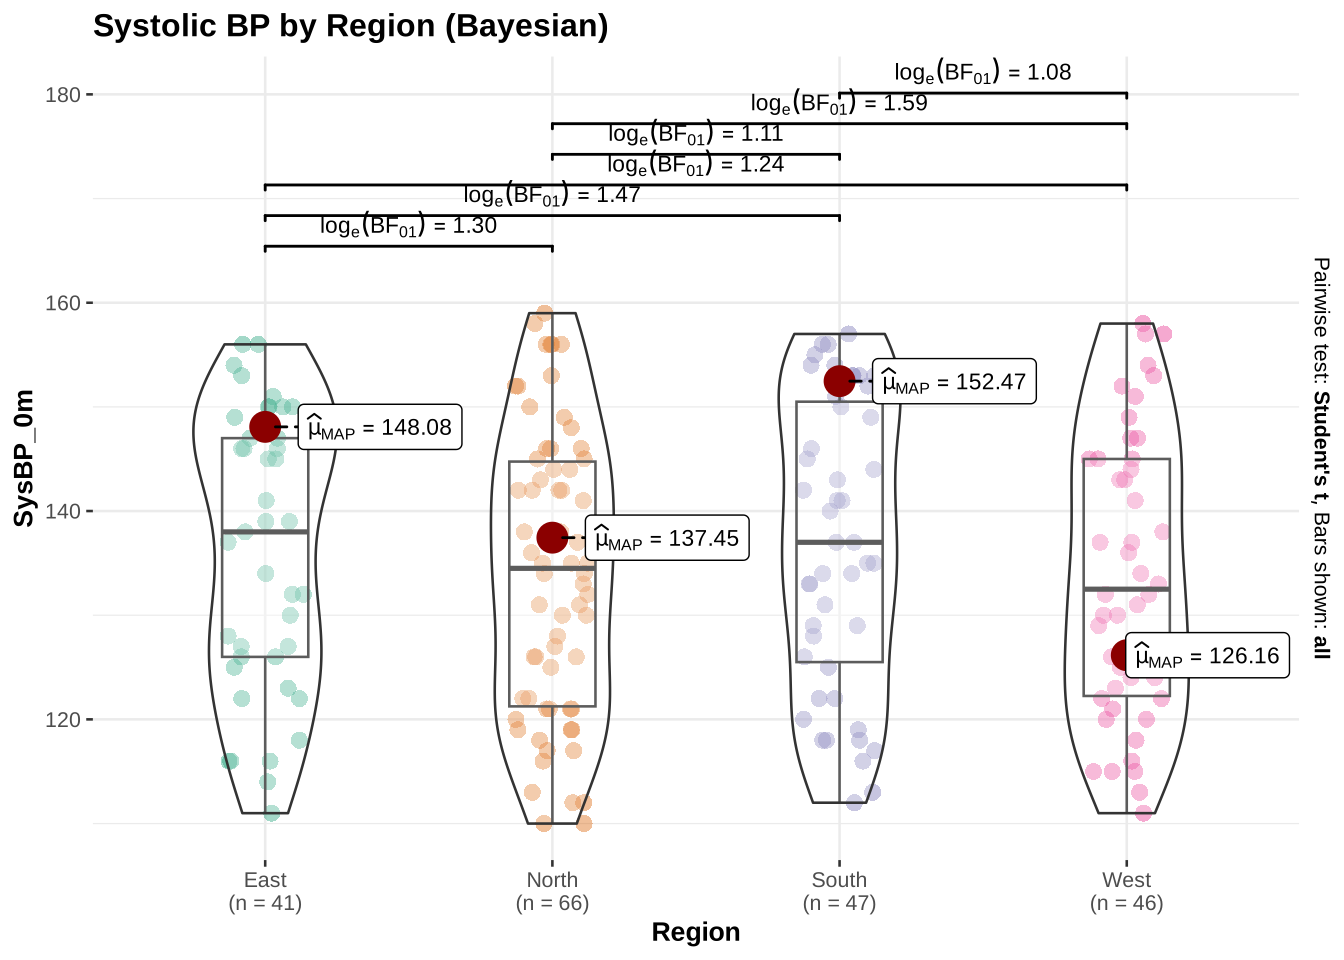 Systolic BP by Region (Bayesian)
logₑ(BF₀₁) = 1.08
logₑ(BF₀₁) = 1.59
logₑ(BF₀₁) = 1.11
logₑ(BF₀₁) = 1.24
logₑ(BF₀₁) = 1.47
logₑ(BF₀₁) = 1.30
180
160
140
120
SysBP_0m
μ̂MAP = 148.08
μ̂MAP = 137.45
μ̂MAP = 152.47
μ̂MAP = 126.16
Pairwise test: Student's t, Bars shown: all
East
(n = 41)
North
(n = 66)
South
(n = 47)
West
(n = 46)
Region